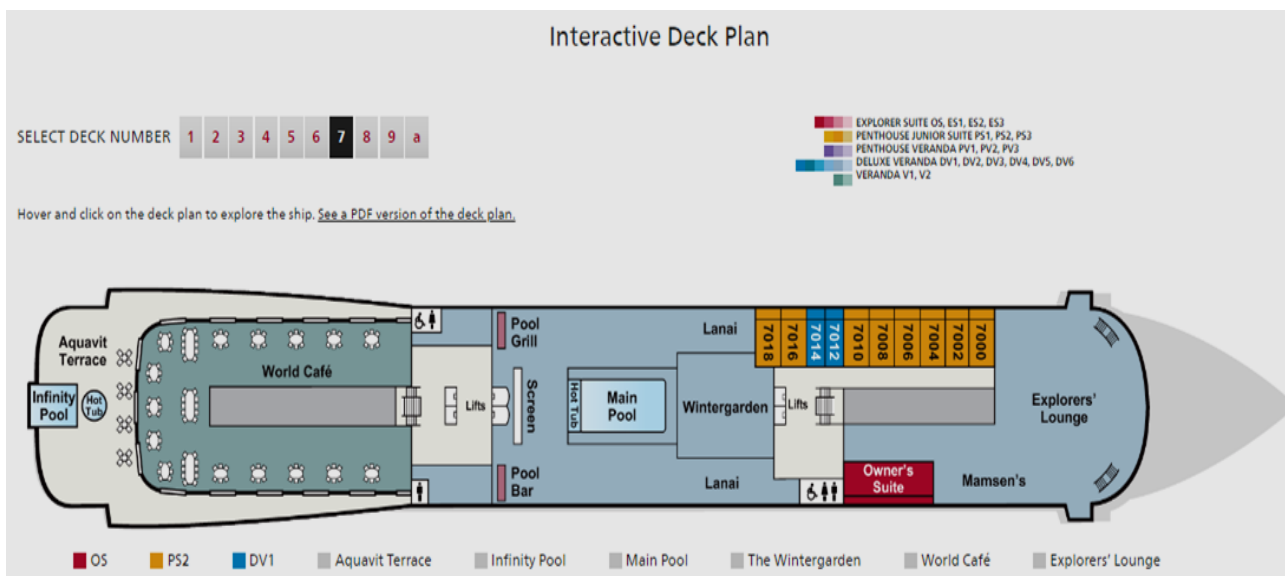 Interactive Deck Plan
SELECT DECK NUMBER 1 2 3 4 5 6 7 8 9 a
EXPLORER SUITE OS, ES1, ES2, ES3
PENTHOUSE JUNIOR SUITE PS1, PS2, PS3
PENTHOUSE VERANDA PV1, PV2, PV3
DELUXE VERANDA DV1, DV2, DV3, DV4, DV5, DV6
VERANDA V1, V2
Hover and click on the deck plan to explore the ship. See a PDF version of the deck plan.
Aquavit
Terrace
Infinity
Pool
Hot
Tub
World Café
Lifts
Pool
Grill
Screen
Pool
Bar
Hot Tub
Main
Pool
Lanai
Wintergarden
Lanai
7018
7016
7014
7012
7010
7008
7006
7004
7002
7000
Lifts
Owner's
Suite
Explorers'
Lounge
Mamsen's
OS PS2 DV1 Aquavit Terrace Infinity Pool Main Pool The Wintergarden World Café Explorers' Lounge